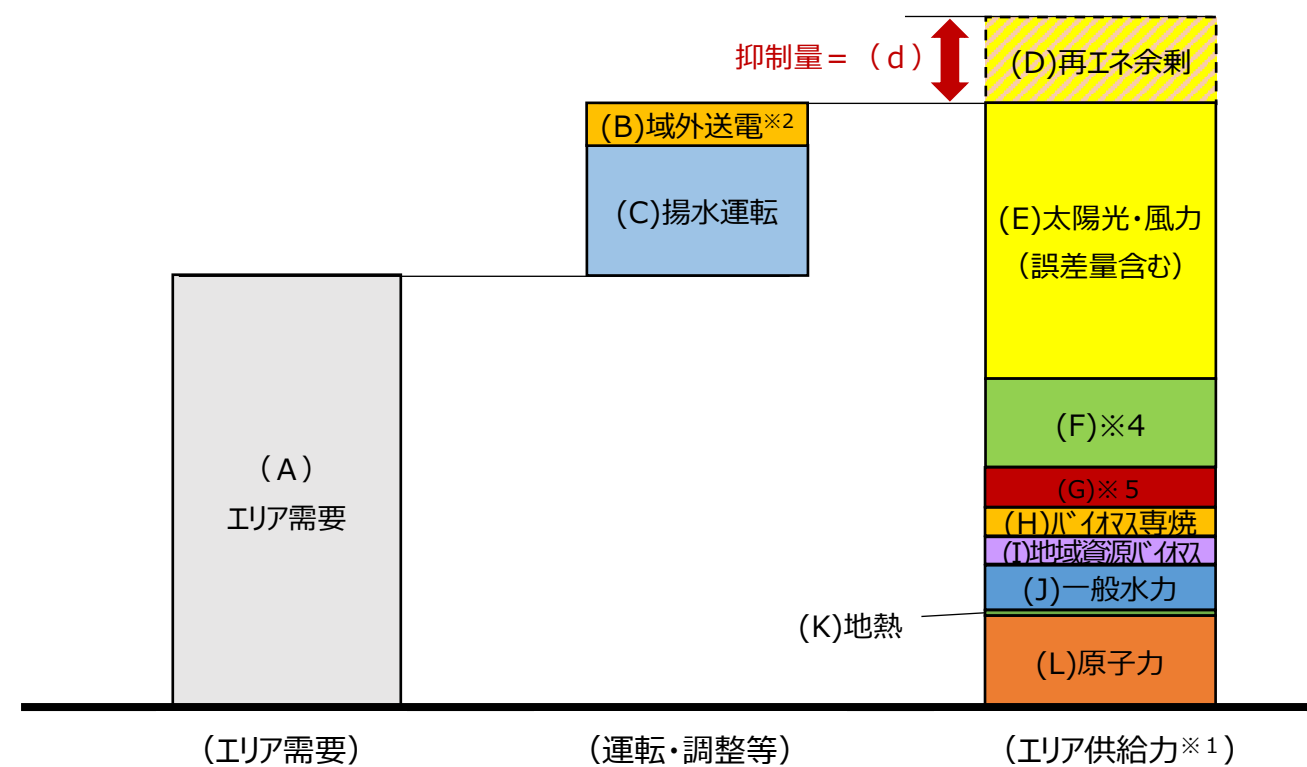 抑制量=（ｄ）
(D)再エネ余剰
(B)域外送電※2
(C)揚水運転
(E)太陽光・風力
（誤差量含む）
(F)※4
（A）
エリア需要
(G)※５
(H)ﾊﾞｲｵﾏｽ専焼
(I)地域資源ﾊﾞｲｵﾏｽ
(J)一般水力
(K)地熱
(L)原子力
（エリア需要）
（運転・調整等）
（エリア供給力※１）